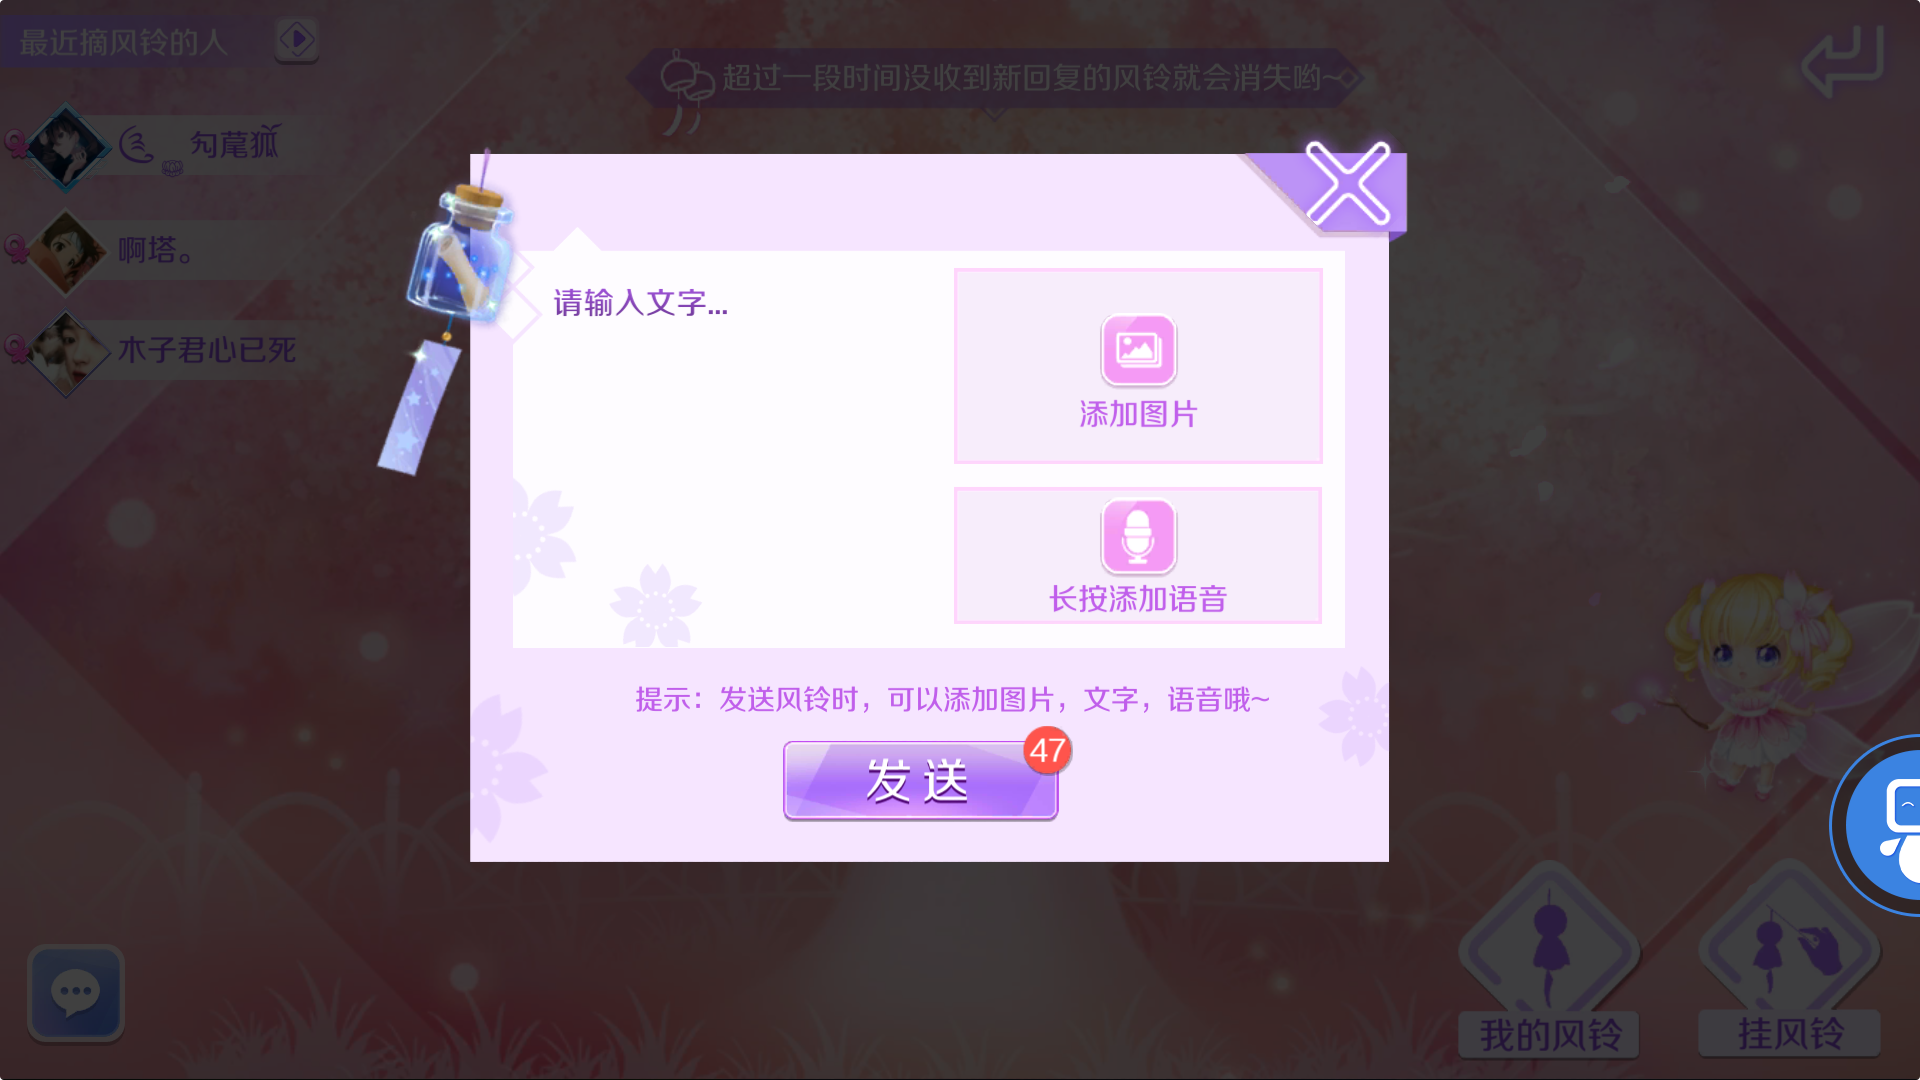 最近摘风铃的人
超过一段时间没收到新回复的风铃就会消失哟~
勼蓖狐
啊塔。
木子君心已死
请输入文字...
添加图片
长按添加语音
提示：发送风铃时，可以添加图片，文字，语音哦~
发送
47
我的风铃
挂风铃